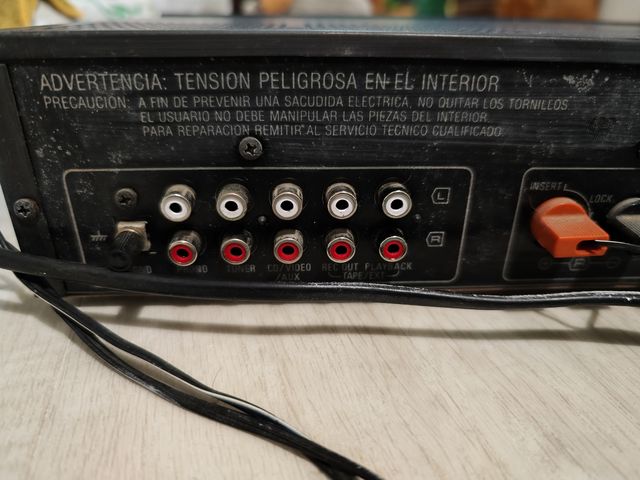 ADVERTENCIA: TENSION PELIGROSA EN EL INTERIOR
PRECAUCION: A FIN DE PREVENIR UNA SACUDIDA ELECTRICA, NO QUITAR LOS TORNILLOS.
EL USUARIO NO DEBE MANIPULAR LAS PIEZAS DEL INTERIOR.
PARA REPARACION REMITIR AL SERVICIO TECNICO CUALIFICADO.
INSERT LOCK
L
R
TUNER CD/VIDEO REC OUT PLAYBACK
/AUX TAPE/EXT